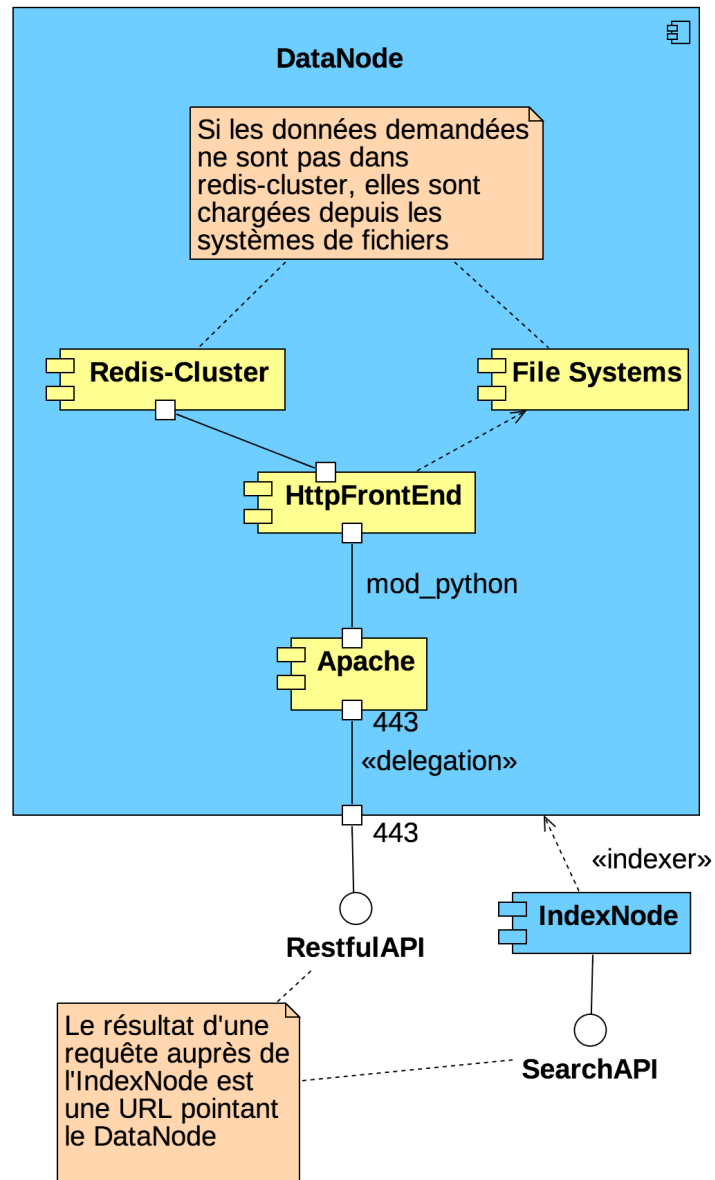 DataNode
Si les données demandées
ne sont pas dans
redis-cluster, elles sont
chargées depuis les
systèmes de fichiers
Redis-Cluster
File Systems
HttpFrontEnd
mod_python
Apache
443
«delegation»
443
«indexer»
IndexNode
RestfulAPI
SearchAPI
Le résultat d'une
requête auprès de
l'IndexNode est
une URL pointant
le DataNode